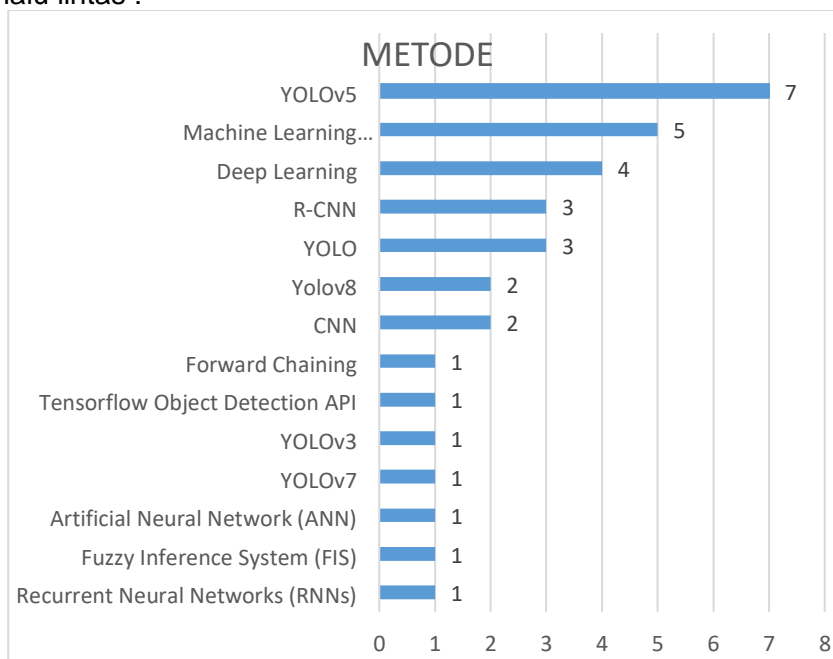 METODE
YOLOv5 7
Machine Learning... 5
Deep Learning 4
R-CNN 3
YOLO 3
Yolov8 2
CNN 2
Forward Chaining 1
Tensorflow Object Detection API 1
YOLOv3 1
YOLOv7 1
Artificial Neural Network (ANN) 1
Fuzzy Inference System (FIS) 1
Recurrent Neural Networks (RNNs) 1
0 1 2 3 4 5 6 7 8